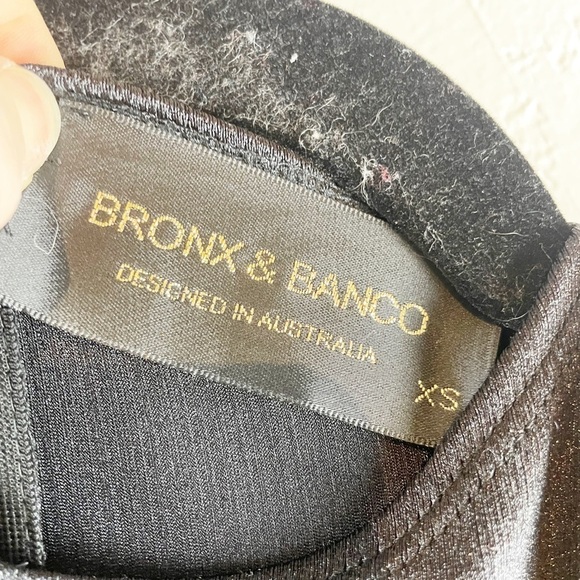 BRONX & BANCO
DESIGNED IN AUSTRALIA
XS